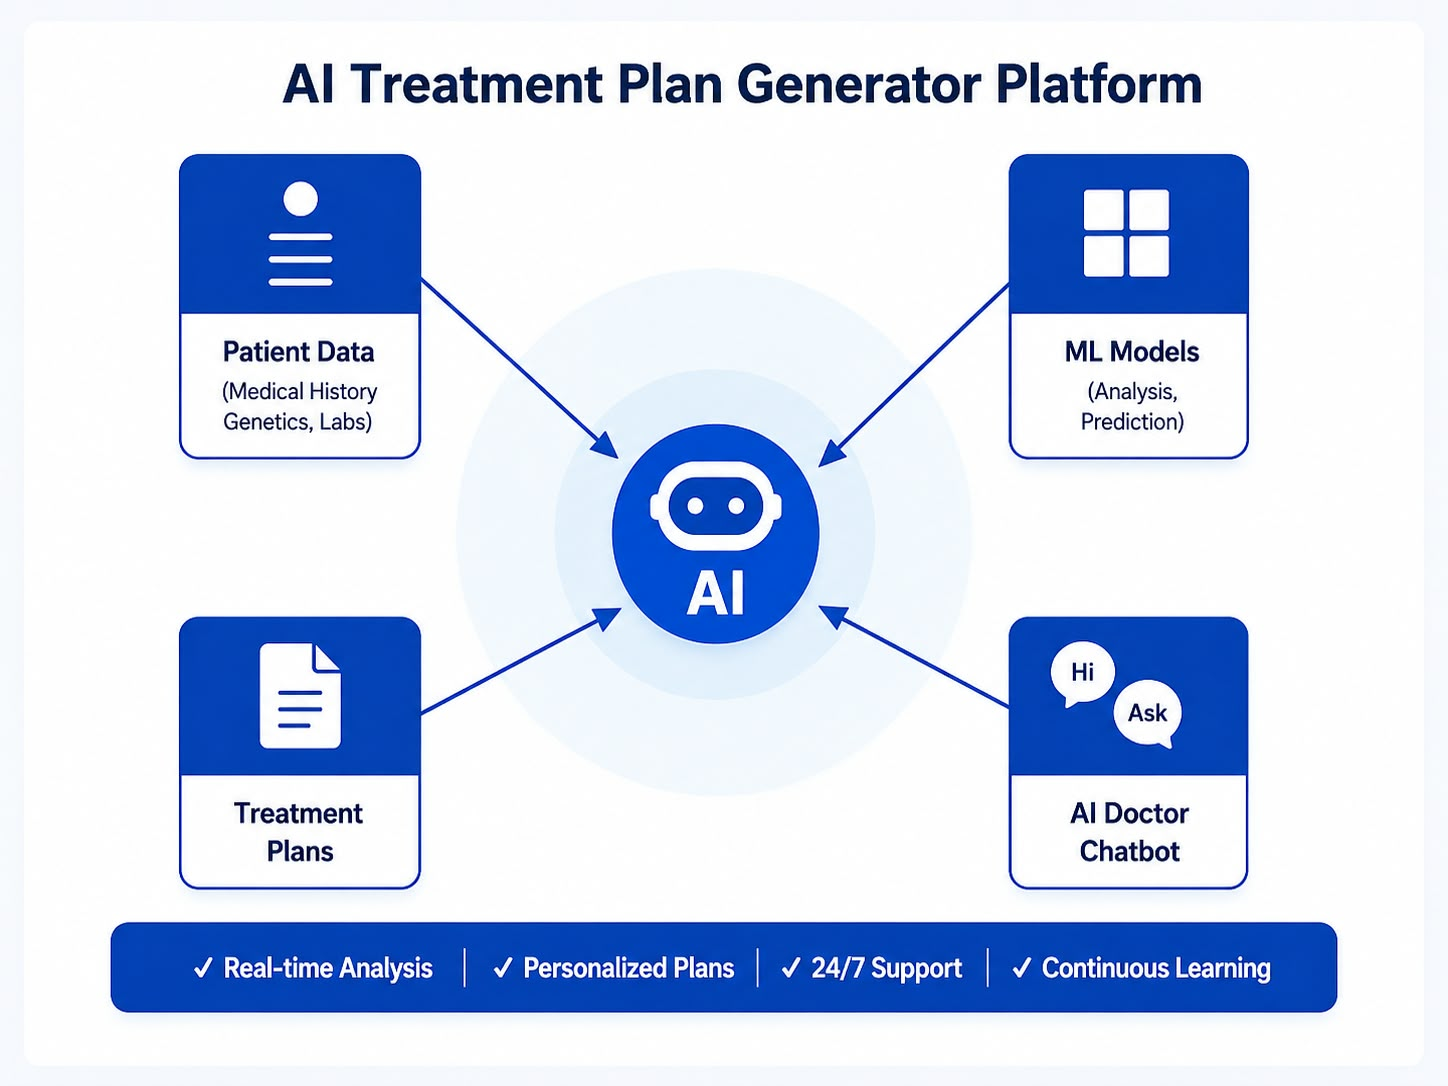 AI Treatment Plan Generator Platform
Patient Data
(Medical History
Genetics, Labs)
ML Models
(Analysis,
Prediction)
AI
Treatment
Plans
Hi
Ask
AI Doctor
Chatbot
✓ Real-time Analysis
✓ Personalized Plans
✓ 24/7 Support
✓ Continuous Learning